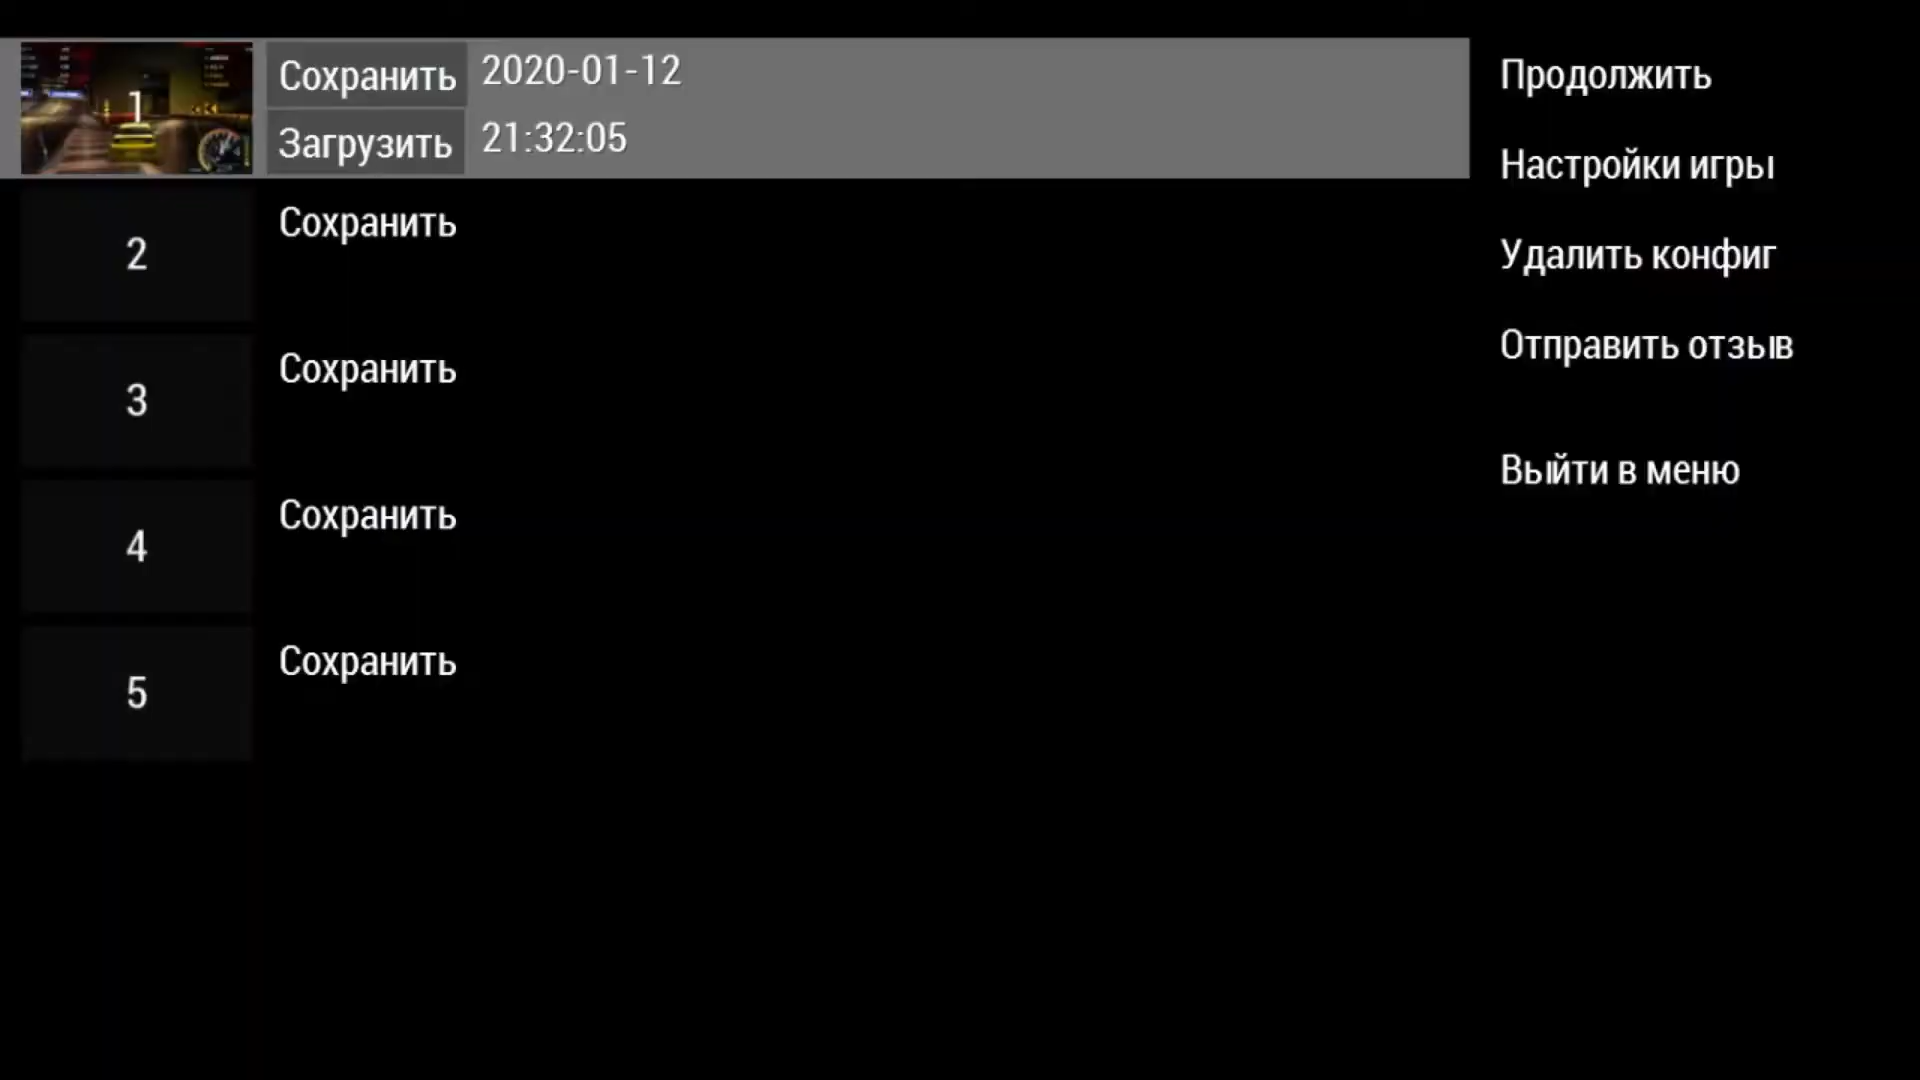 1
Сохранить 2020-01-12
Загрузить 21:32:05
2
Сохранить
3
Сохранить
4
Сохранить
5
Сохранить
Продолжить
Настройки игры
Удалить конфиг
Отправить отзыв
Выйти в меню